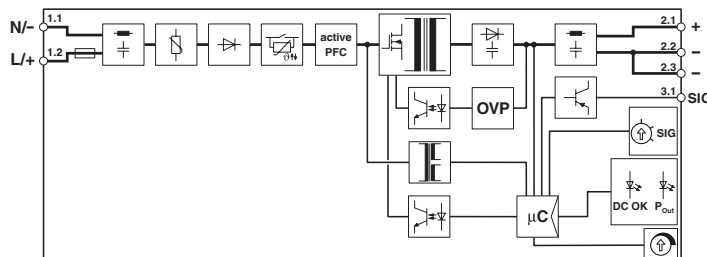 N/- 1.1
L/+ 1.2
active
PFC
2.1 +
2.2 –
2.3 –
3.1 SIG
ϑ
OVP
SIG
µC
DC OK P Out